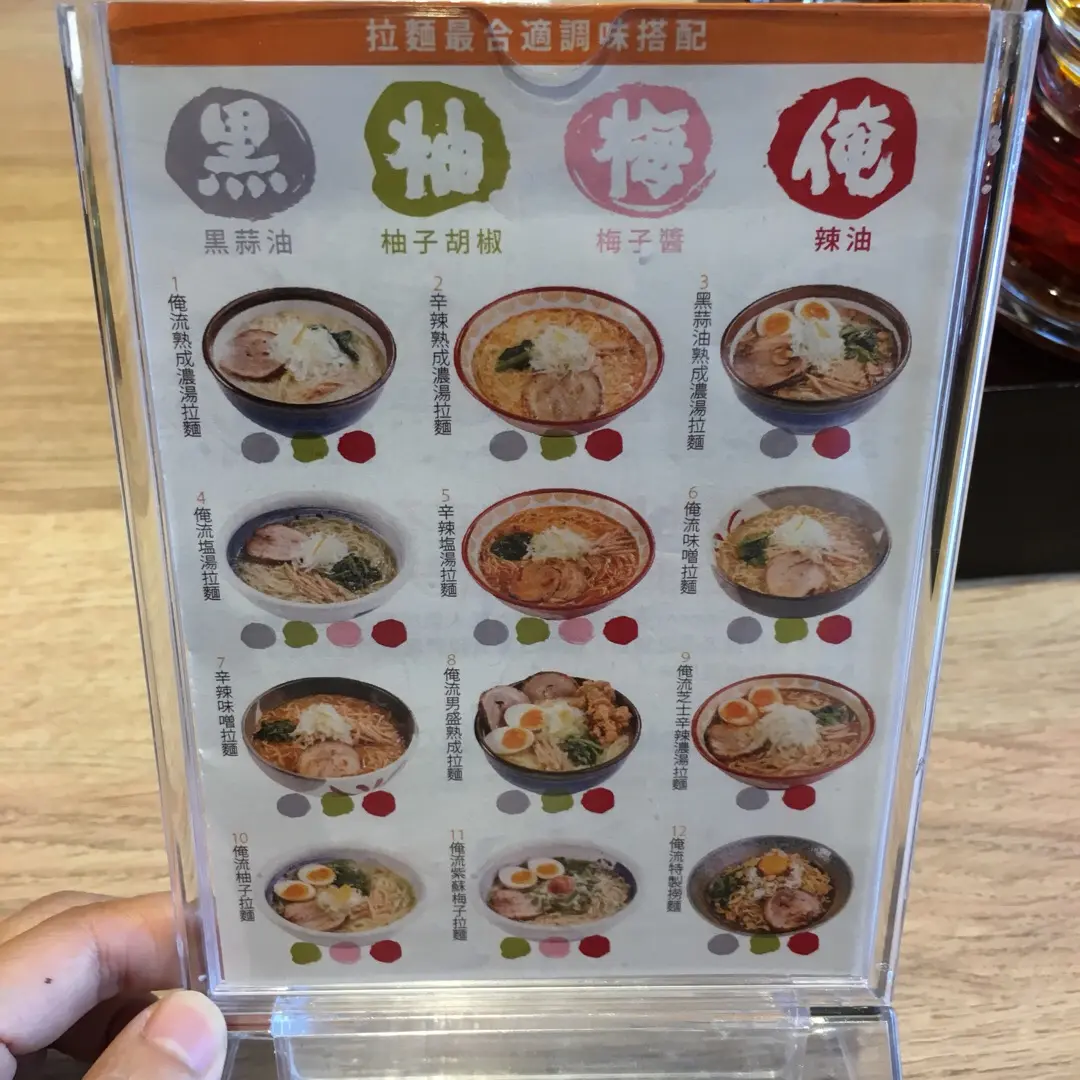 拉麵最合適調味搭配
黑
柚
梅
俺
黑蒜油
柚子胡椒
梅子醬
辣油
1
俺流熟成濃湯拉麵
2
辛辣熟成濃湯拉麵
3
黑蒜油熟成濃湯拉麵
4
俺流塩湯拉麵
5
辛辣塩湯拉麵
6
俺流味噌拉麵
7
辛辣味噌拉麵
8
俺流男盛熟成拉麵
9
俺流芝士辛辣濃湯拉麵
10
俺流柚子拉麵
11
俺流紫蘇梅子拉麵
12
俺流特製撈麵